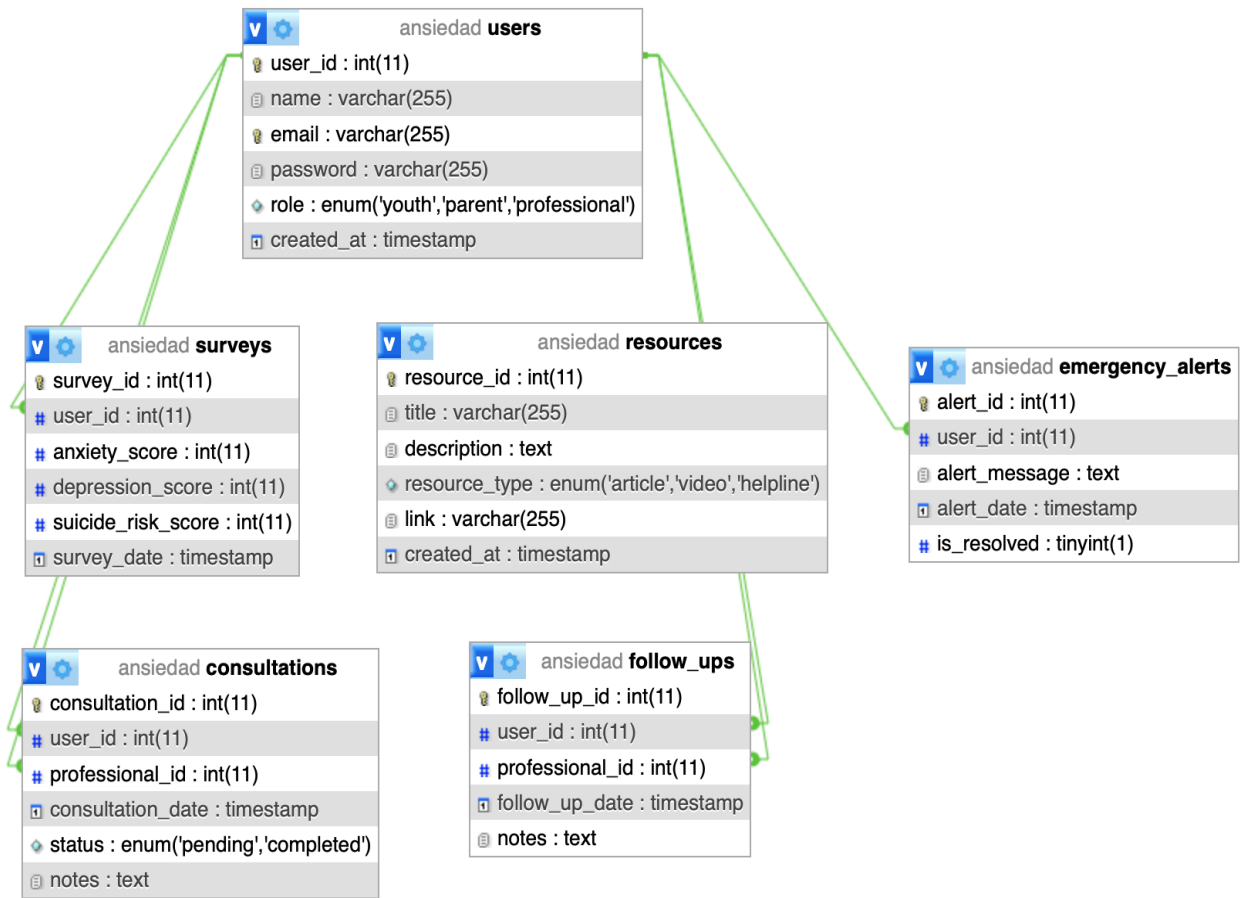 v ansiedad users
user_id : int(11)
name : varchar(255)
email : varchar(255)
password : varchar(255)
role : enum('youth','parent','professional')
created_at : timestamp
v ansiedad surveys
survey_id : int(11)
user_id : int(11)
anxiety_score : int(11)
depression_score : int(11)
suicide_risk_score : int(11)
survey_date : timestamp
v ansiedad resources
resource_id : int(11)
title : varchar(255)
description : text
resource_type : enum('article','video','helpline')
link : varchar(255)
created_at : timestamp
v ansiedad emergency_alerts
alert_id : int(11)
user_id : int(11)
alert_message : text
alert_date : timestamp
is_resolved : tinyint(1)
v ansiedad consultations
consultation_id : int(11)
user_id : int(11)
professional_id : int(11)
consultation_date : timestamp
status : enum('pending','completed')
notes : text
v ansiedad follow_ups
follow_up_id : int(11)
user_id : int(11)
professional_id : int(11)
follow_up_date : timestamp
notes : text